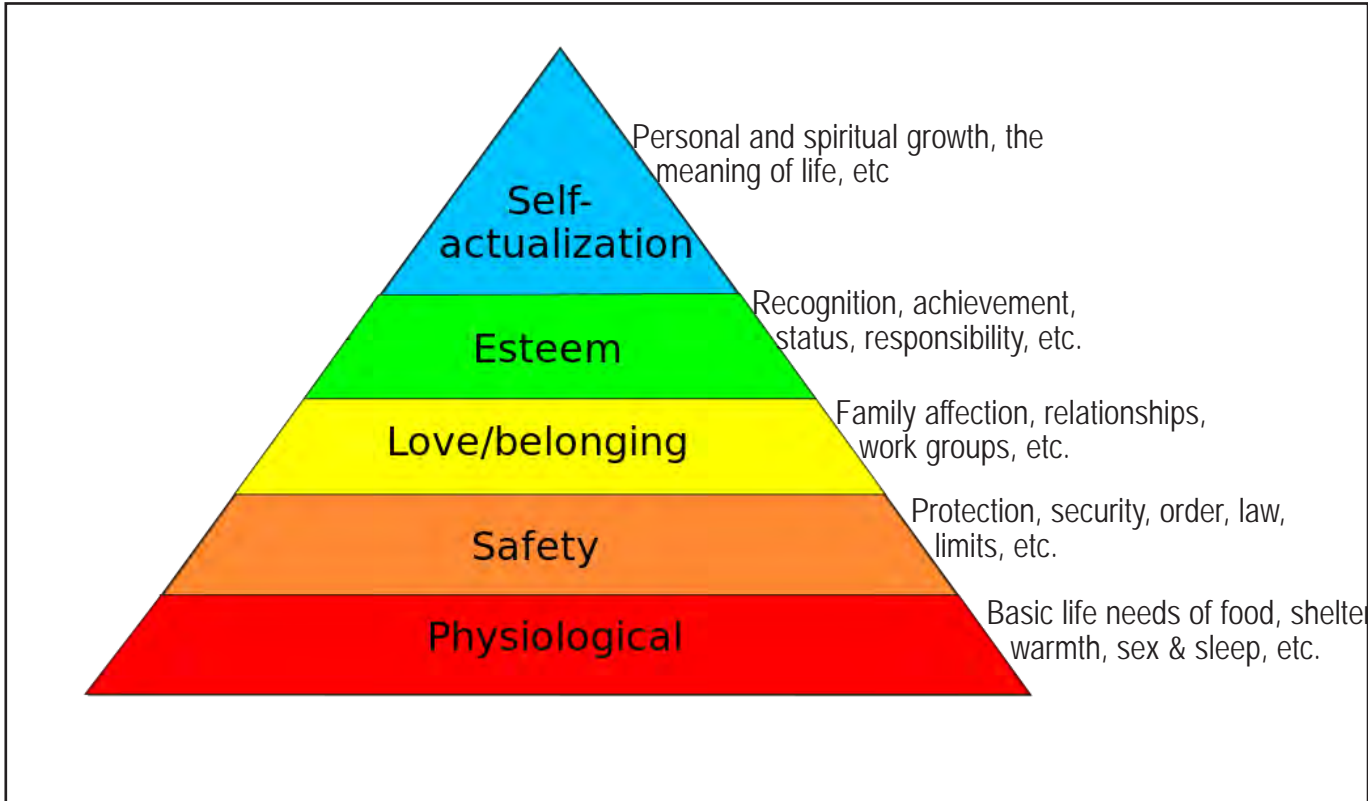 Personal and spiritual growth, the
meaning of life, etc
Self-
actualization
Recognition, achievement,
status, responsibility, etc.
Esteem
Family affection, relationships,
work groups, etc.
Love/belonging
Protection, security, order, law,
limits, etc.
Safety
Basic life needs of food, shelter
warmth, sex & sleep, etc.
Physiological